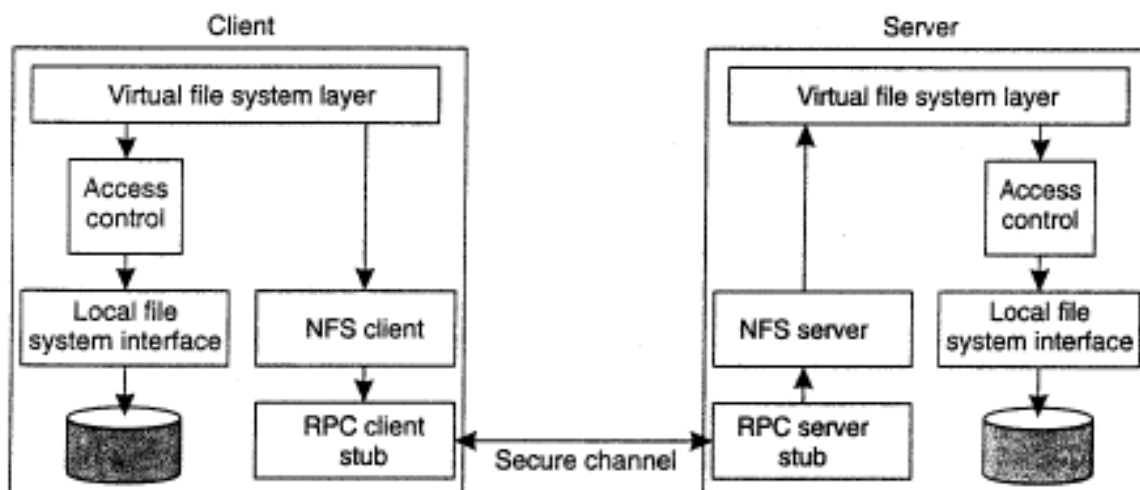 Client
Server
Virtual file system layer
Virtual file system layer
Access
control
Access
control
Local file
system interface
NFS client
NFS server
Local file
system interface
RPC client
stub
Secure channel
RPC server
stub